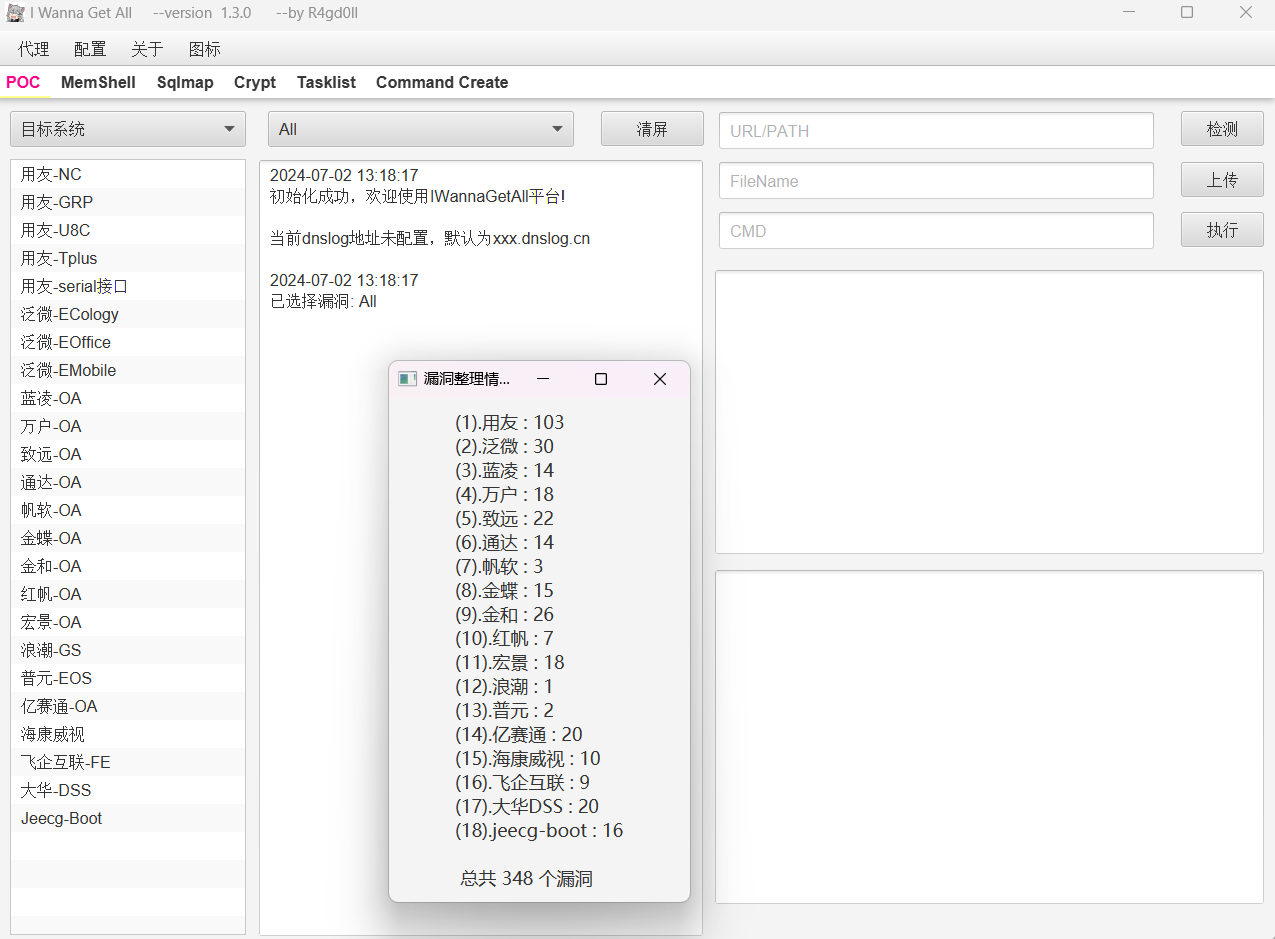 I Wanna Get All --version 1.3.0 --by R4gd0ll
代理 配置 关于 图标
POC MemShell Sqlmap Crypt Tasklist Command Create
目标系统
All
清屏
URL/PATH
检测
FileName
上传
CMD
执行
用友-NC
用友-GRP
用友-U8C
用友-Tplus
用友-serial接口
泛微-ECology
泛微-EOffice
泛微-EMobile
蓝凌-OA
万户-OA
致远-OA
通达-OA
帆软-OA
金蝶-OA
金和-OA
红帆-OA
宏景-OA
浪潮-GS
普元-EOS
亿赛通-OA
海康威视
飞企互联-FE
大华-DSS
Jeecg-Boot
2024-07-02 13:18:17
初始化成功，欢迎使用IWannaGetAll平台!
当前dnslog地址未配置，默认为xxx.dnslog.cn
2024-07-02 13:18:17
已选择漏洞: All
漏洞整理情...
(1).用友 : 103
(2).泛微 : 30
(3).蓝凌 : 14
(4).万户 : 18
(5).致远 : 22
(6).通达 : 14
(7).帆软 : 3
(8).金蝶 : 15
(9).金和 : 26
(10).红帆 : 7
(11).宏景 : 18
(12).浪潮 : 1
(13).普元 : 2
(14).亿赛通 : 20
(15).海康威视 : 10
(16).飞企互联 : 9
(17).大华DSS : 20
(18).jeecg-boot : 16
总共 348 个漏洞